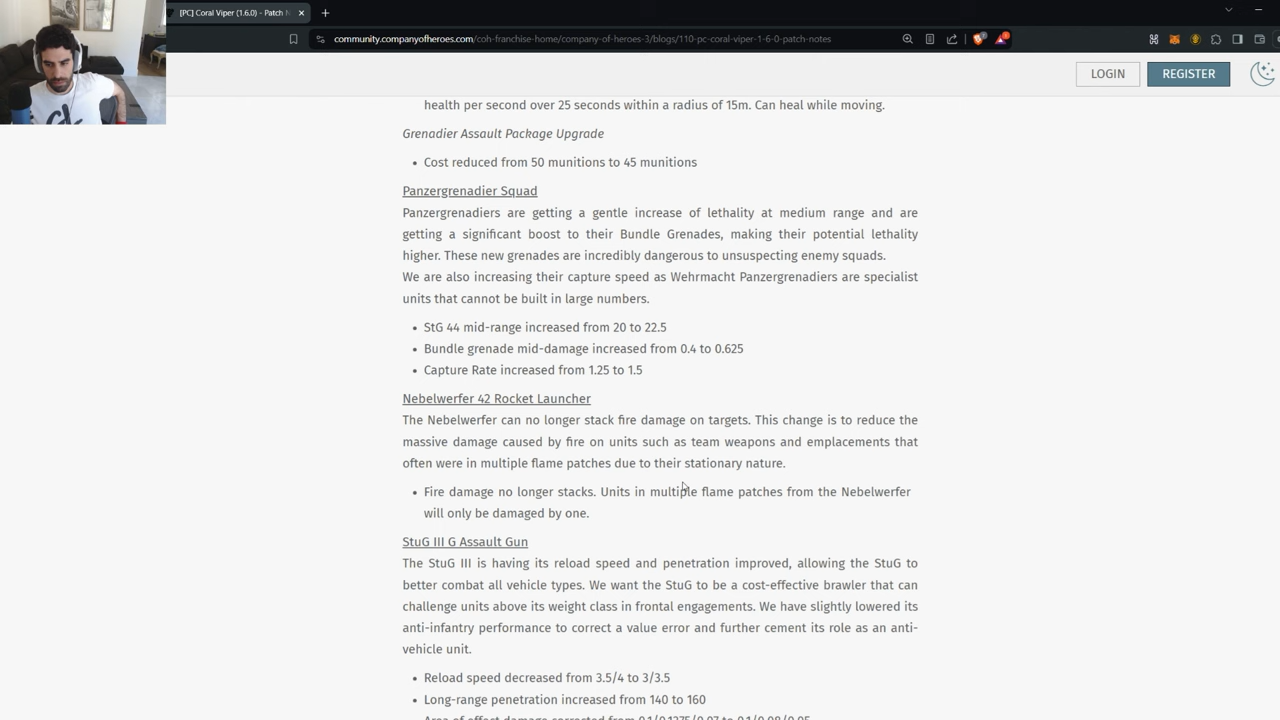 [PC] Coral Viper (1.6.0) - Patch N
community.companyofheroes.com/coh-franchise-home/company-of-heroes-3/blogs/110-pc-coral-viper-1-6-0-patch-notes
LOGIN
REGISTER
health per second over 25 seconds within a radius of 15m. Can heal while moving.
Grenadier Assault Package Upgrade
• Cost reduced from 50 munitions to 45 munitions
Panzergrenadier Squad
Panzergrenadiers are getting a gentle increase of lethality at medium range and are
getting a significant boost to their Bundle Grenades, making their potential lethality
higher. These new grenades are incredibly dangerous to unsuspecting enemy squads.
We are also increasing their capture speed as Wehrmacht Panzergrenadiers are specialist
units that cannot be built in large numbers.
• StG 44 mid-range increased from 20 to 22.5
• Bundle grenade mid-damage increased from 0.4 to 0.625
• Capture Rate increased from 1.25 to 1.5
Nebelwerfer 42 Rocket Launcher
The Nebelwerfer can no longer stack fire damage on targets. This change is to reduce the
massive damage caused by fire on units such as team weapons and emplacements that
often were in multiple flame patches due to their stationary nature.
• Fire damage no longer stacks. Units in multiple flame patches from the Nebelwerfer
will only be damaged by one.
StuG III G Assault Gun
The StuG III is having its reload speed and penetration improved, allowing the StuG to
better combat all vehicle types. We want the StuG to be a cost-effective brawler that can
challenge units above its weight class in frontal engagements. We have slightly lowered its
anti-infantry performance to correct a value error and further cement its role as an anti-
vehicle unit.
• Reload speed decreased from 3.5/4 to 3/3.5
• Long-range penetration increased from 140 to 160
• Area of effect damage corrected from